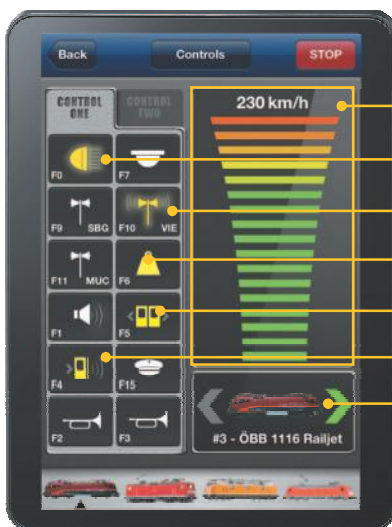 Back Controls STOP
CONTROL ONE
CONTROL TWO
230 km/h
F0 F7
F9 SBG F10 VIE
F11 MUC F6
F1 F5
F4 F15
F2 F3
#3 - ÖBB 1116 Railjet